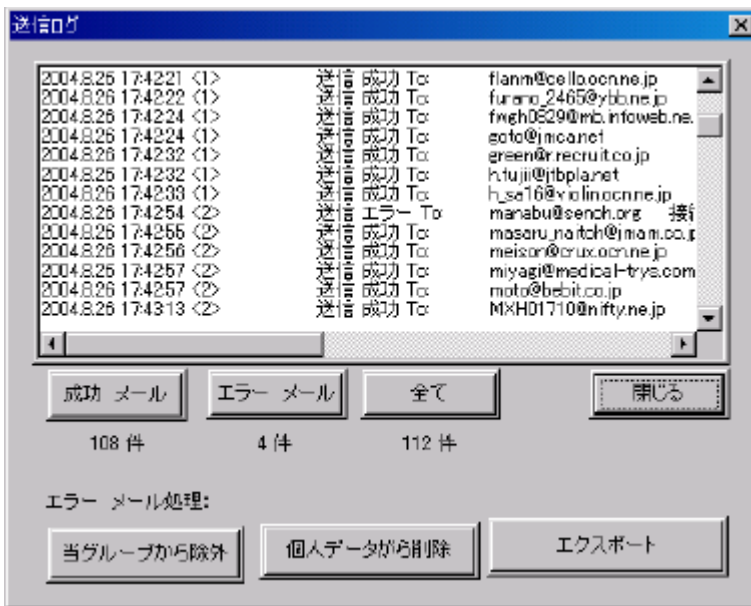 送信ログ
2004.8.26 17:42:21 <1> 送信 成功 To: flanm@cello.ocn.ne.jp
2004.8.26 17:42:22 <1> 送信 成功 To: furano_2465@ybb.ne.jp
2004.8.26 17:42:24 <1> 送信 成功 To: fwgh0829@mb.infoweb.ne.
2004.8.26 17:42:24 <1> 送信 成功 To: goto@jmca.net
2004.8.26 17:42:32 <1> 送信 成功 To: green@r.recruit.co.jp
2004.8.26 17:42:32 <1> 送信 成功 To: h.fujii@jtbpla.net
2004.8.26 17:42:33 <1> 送信 成功 To: h_sa16@violin.ocn.ne.jp
2004.8.26 17:42:54 <2> 送信 エラー To: manabu@senoh.org
2004.8.26 17:42:55 <2> 送信 成功 To: masaru_naitoh@jmam.co.jp
2004.8.26 17:42:56 <2> 送信 成功 To: meison@crux.ocn.ne.jp
2004.8.26 17:42:57 <2> 送信 成功 To: miyagi@medical-trys.com
2004.8.26 17:42:57 <2> 送信 成功 To: moto@bebit.co.jp
2004.8.26 17:43:13 <2> 送信 成功 To: MXH01710@nifty.ne.jp
成功 メール エラー メール 全て 閉じる
108 件 4 件 112 件
エラー メール処理:
当グループから除外 個人データから削除 エクスポート